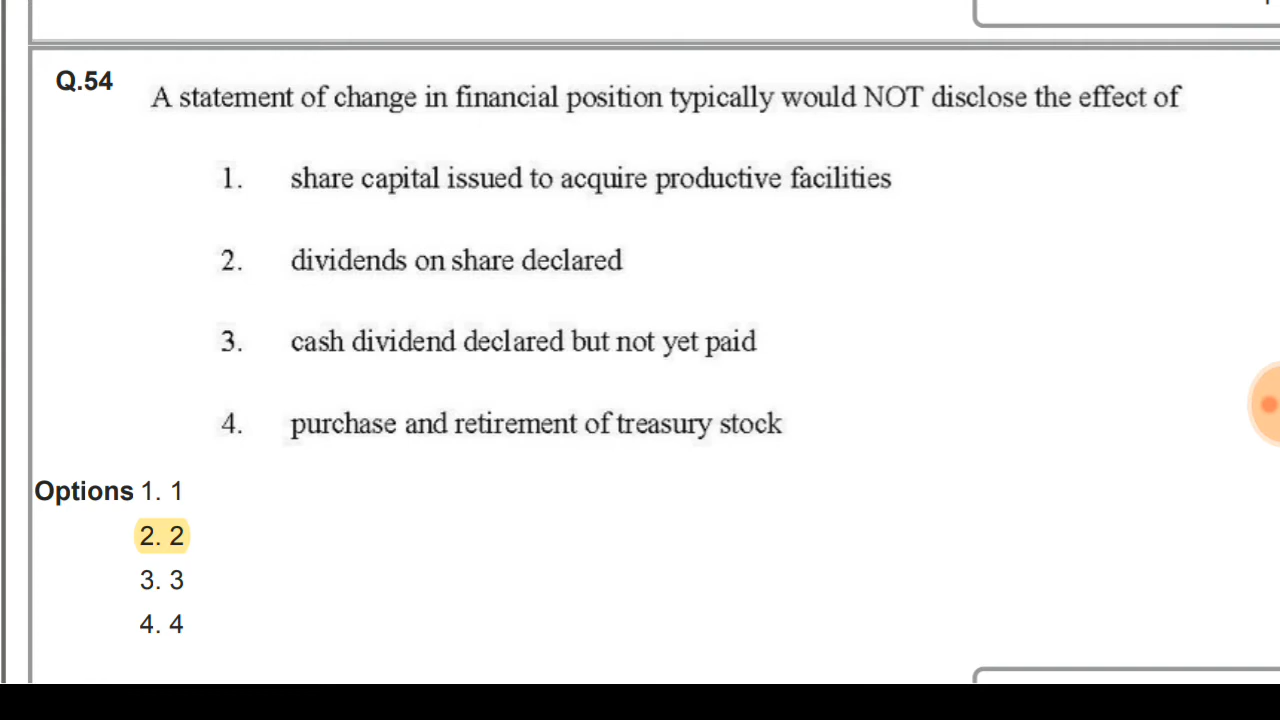 Q.54
A statement of change in financial position typically would NOT disclose the effect of
1. share capital issued to acquire productive facilities
2. dividends on share declared
3. cash dividend declared but not yet paid
4. purchase and retirement of treasury stock
Options 1. 1
2. 2
3. 3
4. 4